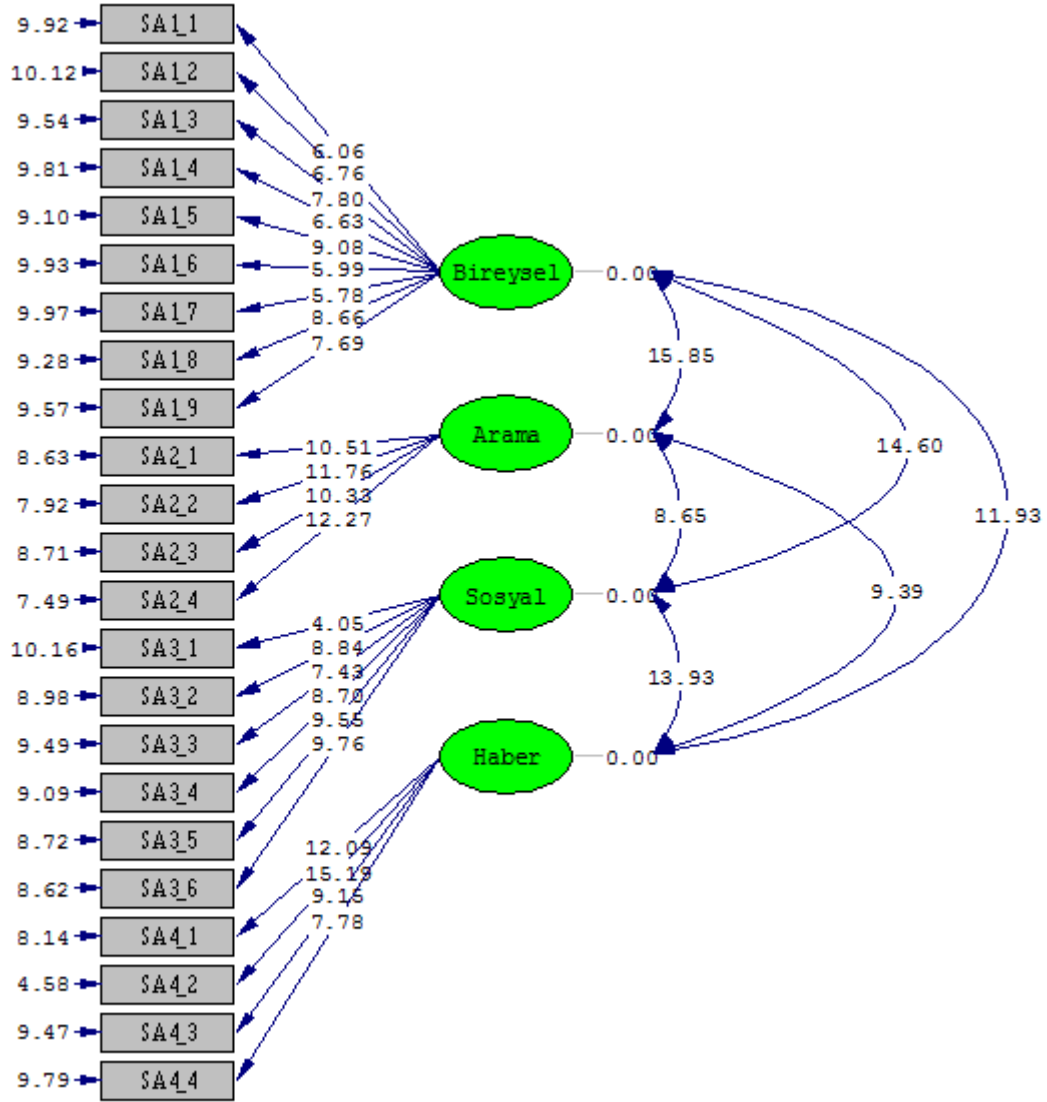 9.92 SA1_1
10.12 SA1_2
9.54 SA1_3
9.81 SA1_4
9.10 SA1_5
9.93 SA1_6
9.97 SA1_7
9.28 SA1_8
9.57 SA1_9
8.63 SA2_1
7.92 SA2_2
8.71 SA2_3
7.49 SA2_4
10.16 SA3_1
8.98 SA3_2
9.49 SA3_3
9.09 SA3_4
8.72 SA3_5
8.62 SA3_6
8.14 SA4_1
4.58 SA4_2
9.47 SA4_3
9.79 SA4_4
6.06
6.76
7.80
6.63
9.08
5.99
5.78
8.66
7.69
10.51
11.76
10.33
12.27
4.05
8.84
7.43
8.70
9.55
9.76
12.09
15.19
9.15
7.78
Bireysel 0.00
Arama 0.00
Sosyal 0.00
Haber 0.00
15.85
8.65
13.93
14.60
9.39
11.93